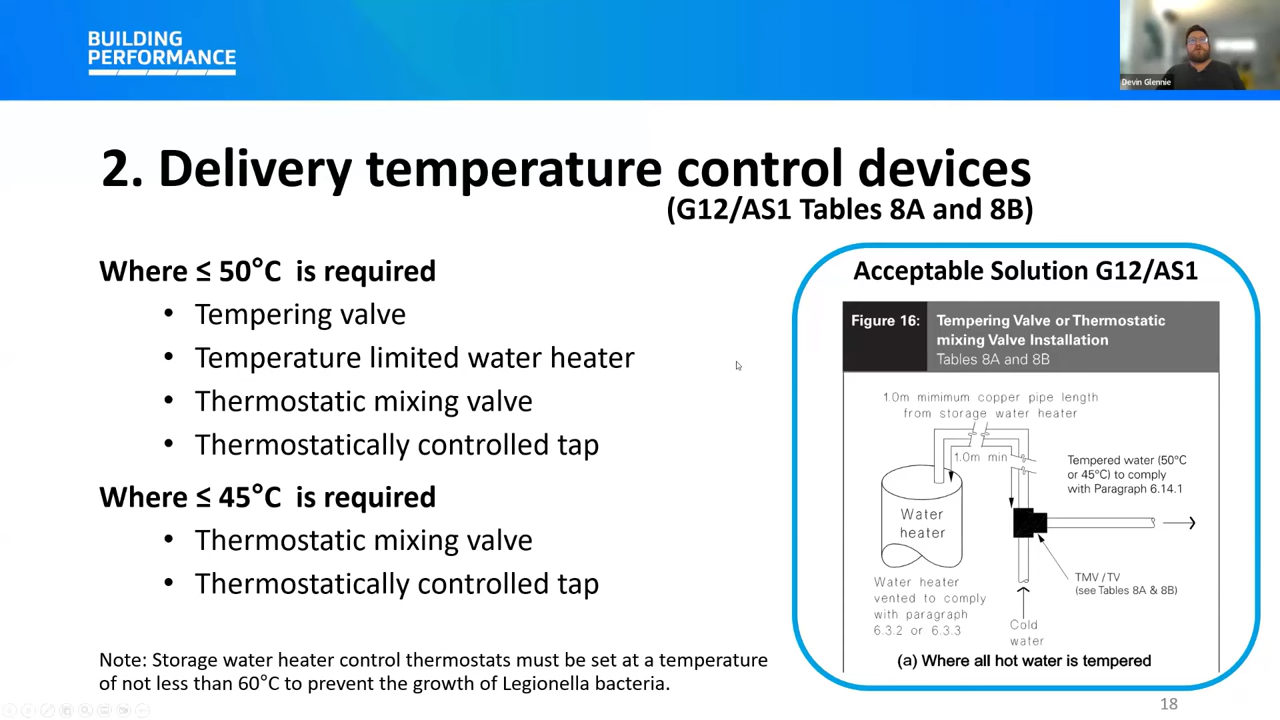 BUILDING
PERFORMANCE
Devin Glennie
2. Delivery temperature control devices
(G12/AS1 Tables 8A and 8B)
Where ≤ 50°C is required
• Tempering valve
• Temperature limited water heater
• Thermostatic mixing valve
• Thermostatically controlled tap
Where ≤ 45°C is required
• Thermostatic mixing valve
• Thermostatically controlled tap
Note: Storage water heater control thermostats must be set at a temperature
of not less than 60°C to prevent the growth of Legionella bacteria.
Acceptable Solution G12/AS1
Figure 16: Tempering Valve or Thermostatic
mixing Valve Installation
Tables 8A and 8B
1.0m mimimum copper pipe length
from storage water heater
1.0m min
Tempered water (50°C
or 45°C) to comply
with Paragraph 6.14.1
Water
heater
TMV / TV
(see Tables 8A & 8B)
Water heater
vented to comply
with paragraph
6.3.2 or 6.3.3
Cold
water
(a) Where all hot water is tempered
18